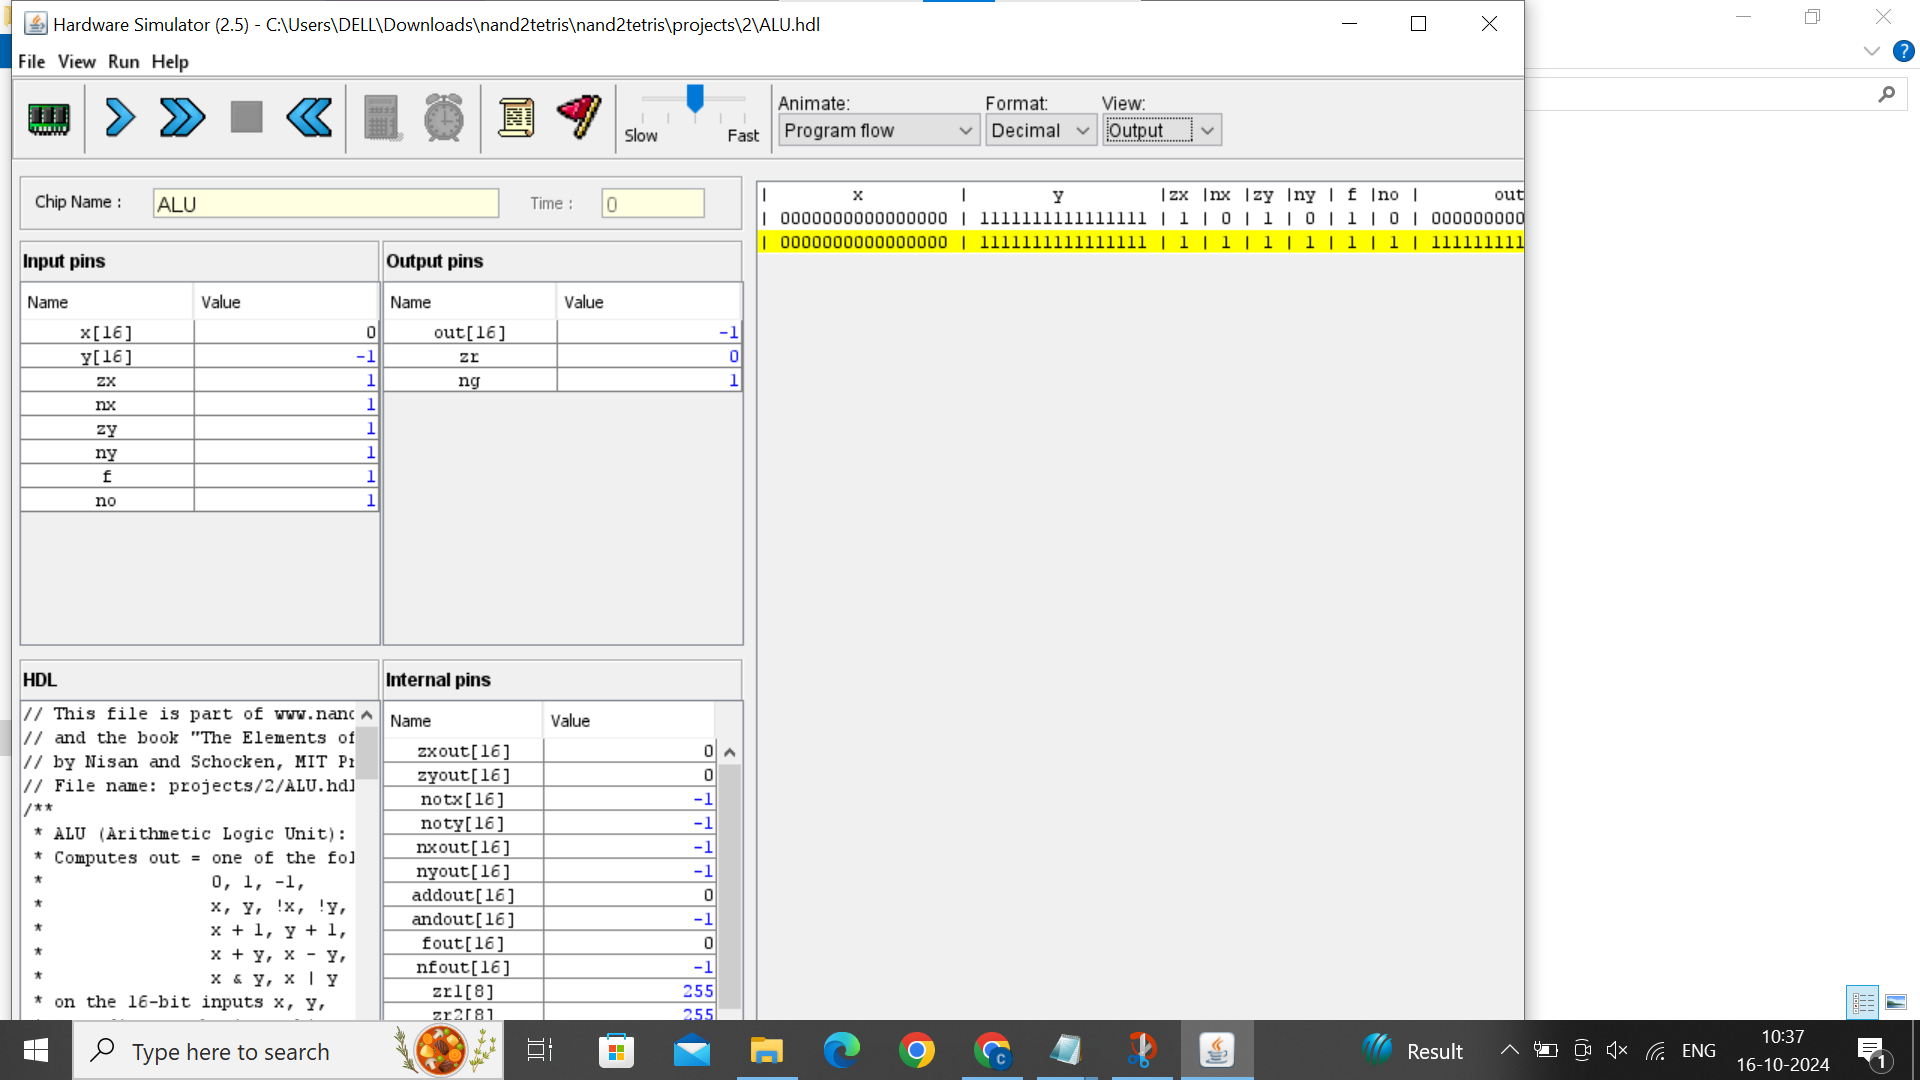 Hardware Simulator (2.5) - C:\Users\DELL\Downloads\nand2tetris\nand2tetris\projects\2\ALU.hdl
File View Run Help
Slow Fast
Animate: Format: View:
Program flow Decimal Output
Chip Name : ALU Time : 0
Input pins
Name Value
x[16] 0
y[16] -1
zx 1
nx 1
zy 1
ny 1
f 1
no 1
Output pins
Name Value
out[16] -1
zr 0
ng 1
| x | y |zx |nx |zy |ny | f |no | out
| 0000000000000000 | 1111111111111111 | 1 | 0 | 1 | 0 | 1 | 0 | 000000000
| 0000000000000000 | 1111111111111111 | 1 | 1 | 1 | 1 | 1 | 1 | 111111111
HDL
// This file is part of www.nanc
// and the book "The Elements of
// by Nisan and Schocken, MIT Pr
// File name: projects/2/ALU.hdl
/**
* ALU (Arithmetic Logic Unit):
* Computes out = one of the fol
* 0, 1, -1,
* x, y, !x, !y,
* x + 1, y + 1,
* x + y, x - y,
* x & y, x | y
* on the 16-bit inputs x, y,
Internal pins
Name Value
zxout[16] 0
zyout[16] 0
notx[16] -1
noty[16] -1
nxout[16] -1
nyout[16] -1
addout[16] 0
andout[16] -1
fout[16] 0
nfout[16] -1
zr1[8] 255
zr2[8] 255
Type here to search
Result
ENG
10:37
16-10-2024
1